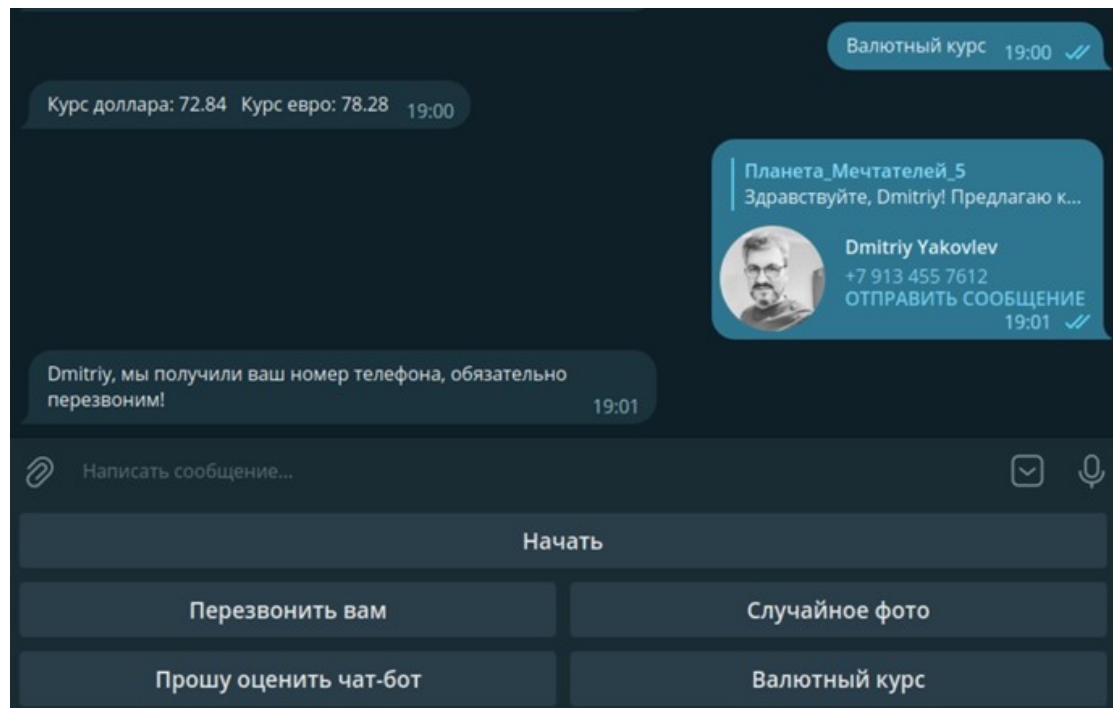 Валютный курс 19:00
Курс доллара: 72.84 Курс евро: 78.28 19:00
Планета_Мечтателей_5
Здравствуйте, Dmitriy! Предлагаю к...
Dmitriy Yakovlev
+7 913 455 7612
ОТПРАВИТЬ СООБЩЕНИЕ
19:01
Dmitriy, мы получили ваш номер телефона, обязательно
перезвоним! 19:01
Написать сообщение...
Начать
Перезвонить вам
Случайное фото
Прошу оценить чат-бот
Валютный курс